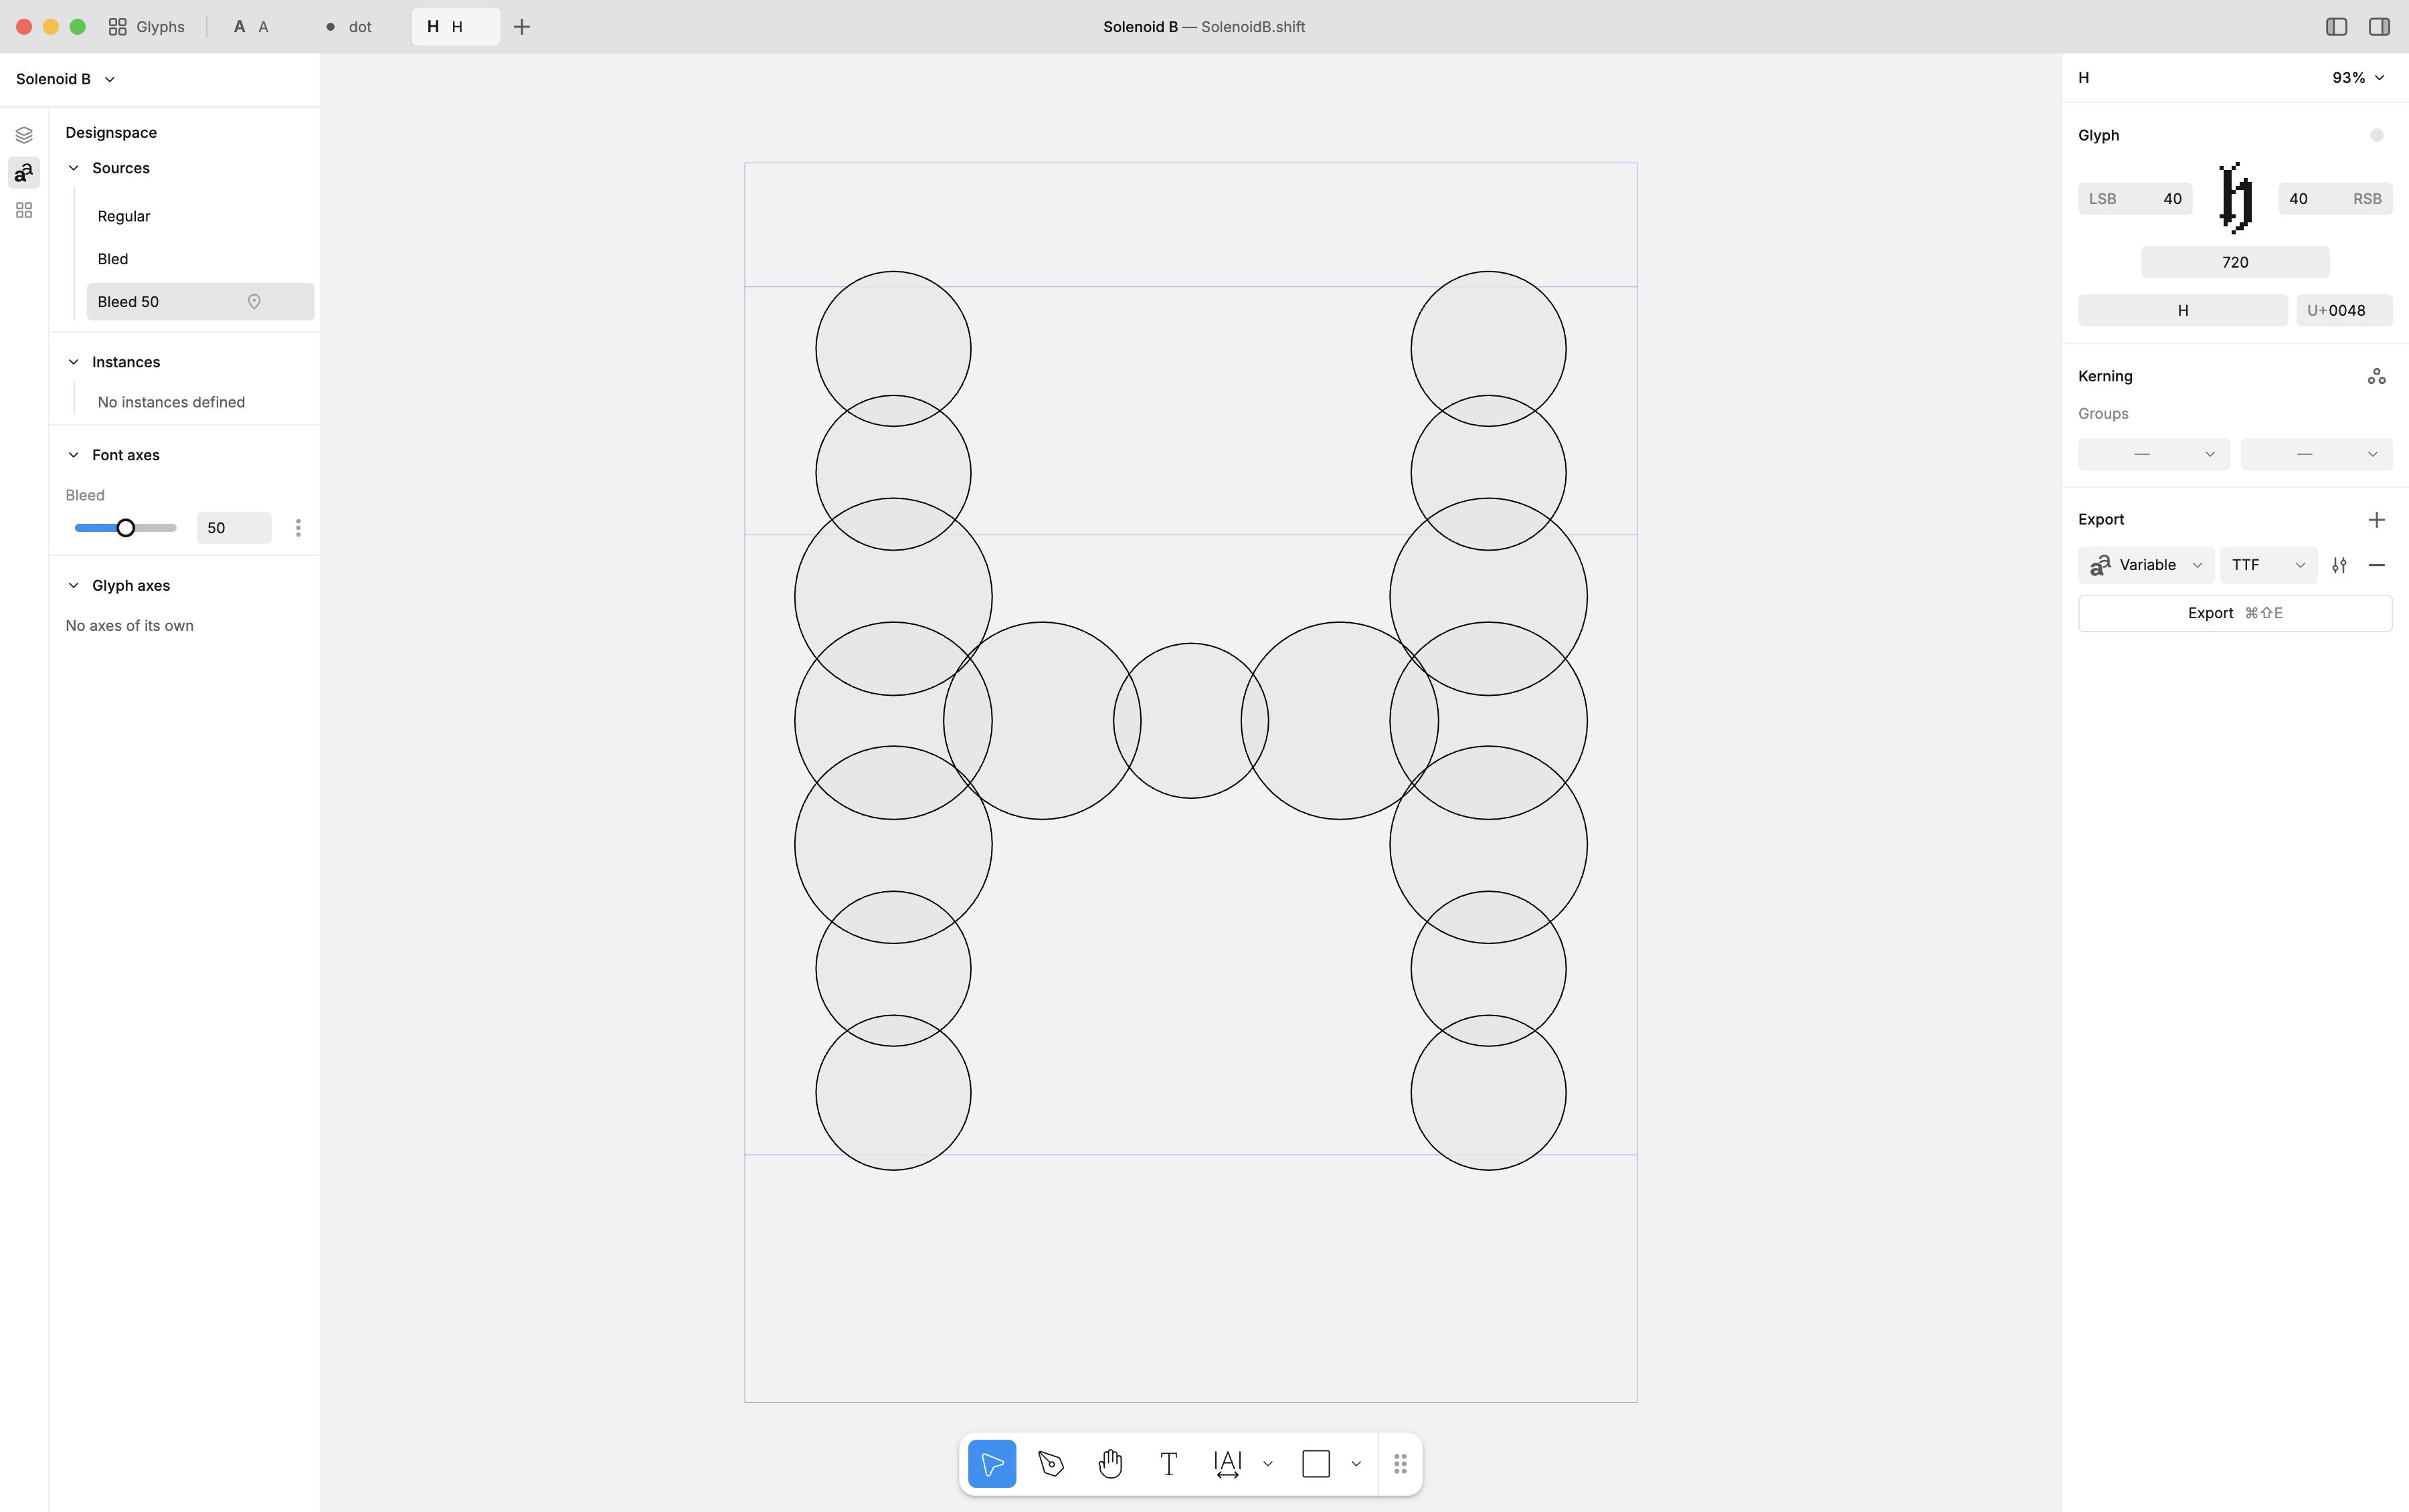 Glyphs
A A
dot
H H
Solenoid B — SolenoidB.shift
Solenoid B
Designspace
Sources
Regular
Bled
Bleed 50
Instances
No instances defined
Font axes
Bleed
50
Glyph axes
No axes of its own
T
A
H
93%
Glyph
LSB 40
40 RSB
720
H
U+0048
Kerning
Groups
—
—
Export
Variable
TTF
Export ⌘⇧E